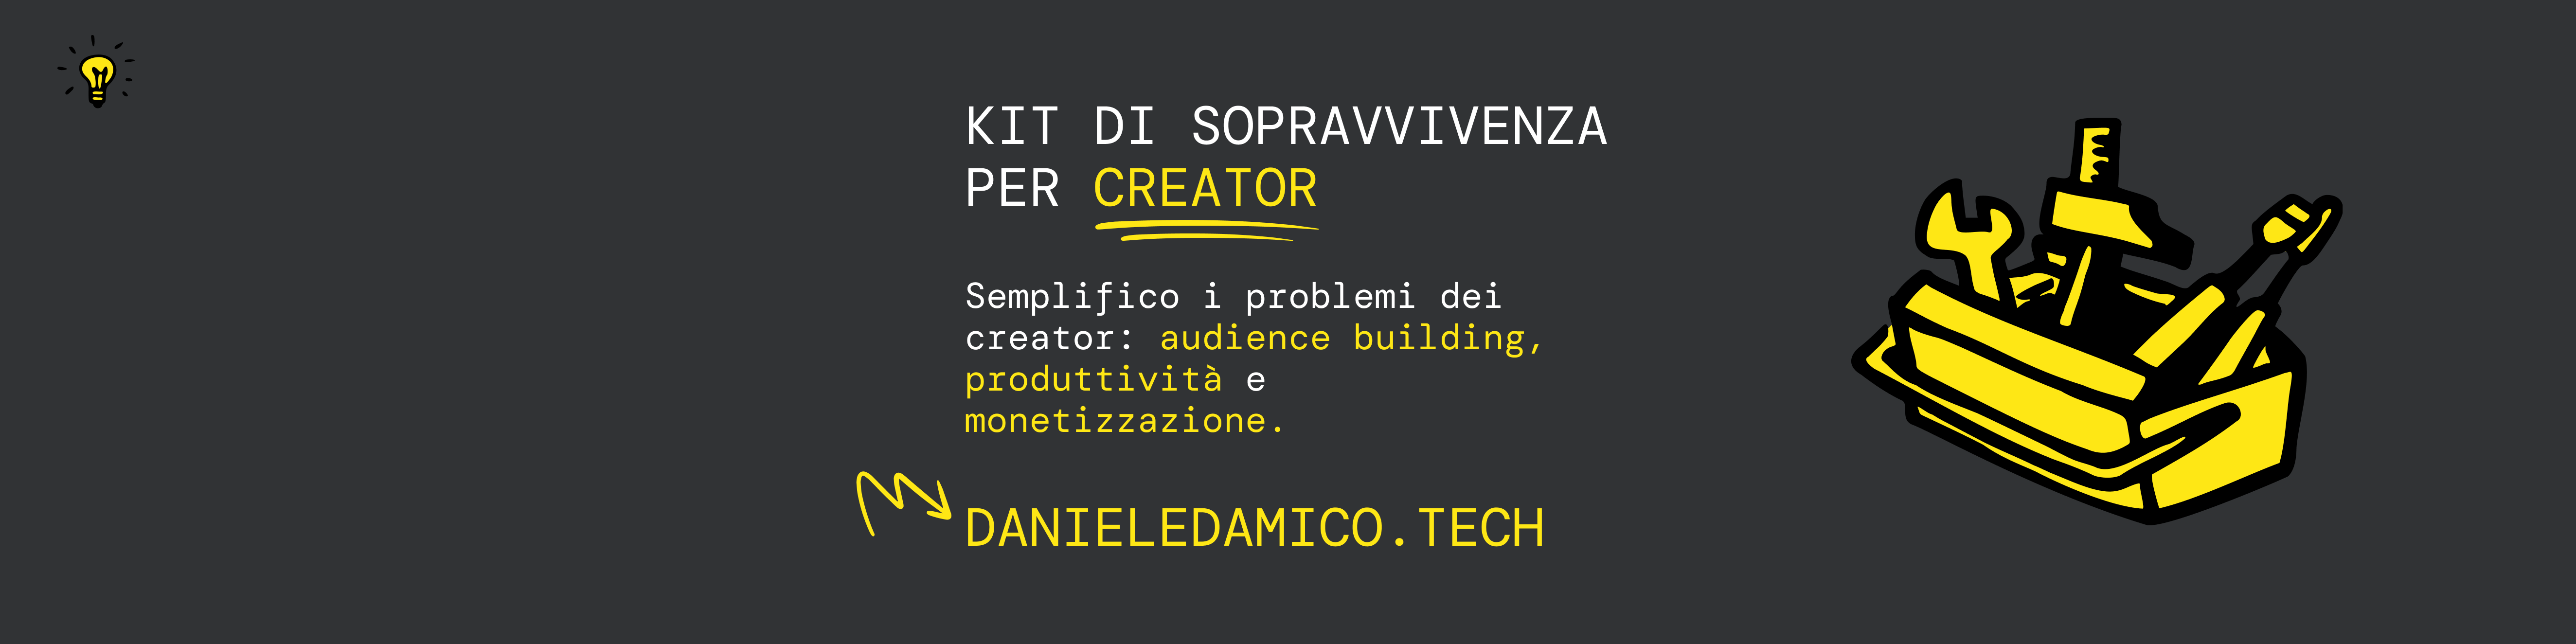 KIT DI SOPRAVVIVENZA
PER CREATOR
Semplifico i problemi dei
creator: audience building,
produttività e
monetizzazione.
DANIELEDAMICO.TECH